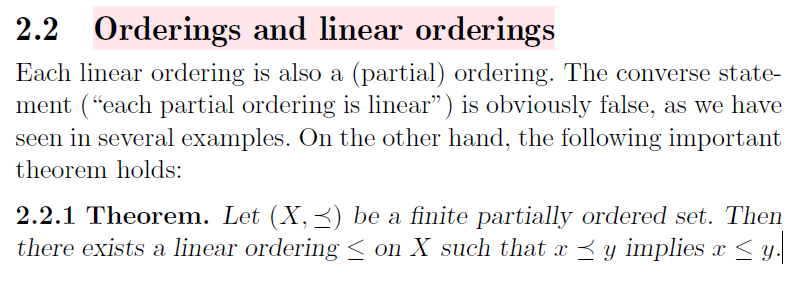 2.2 Orderings and linear orderings
Each linear ordering is also a (partial) ordering. The converse state-
ment (“each partial ordering is linear”) is obviously false, as we have
seen in several examples. On the other hand, the following important
theorem holds:
2.2.1 Theorem. Let (X, ⪯) be a finite partially ordered set. Then
there exists a linear ordering ≤ on X such that x ⪯ y implies x ≤ y.